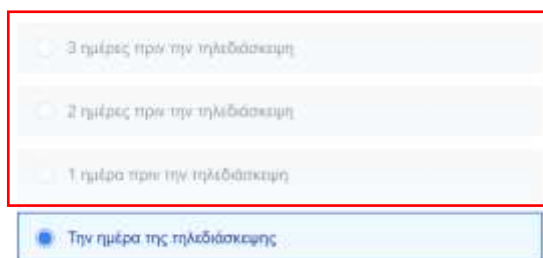 3 ημέρες πριν την τηλεδιάσκεψη
2 ημέρες πριν την τηλεδιάσκεψη
1 ημέρα πριν την τηλεδιάσκεψη
Την ημέρα της τηλεδιάσκεψης